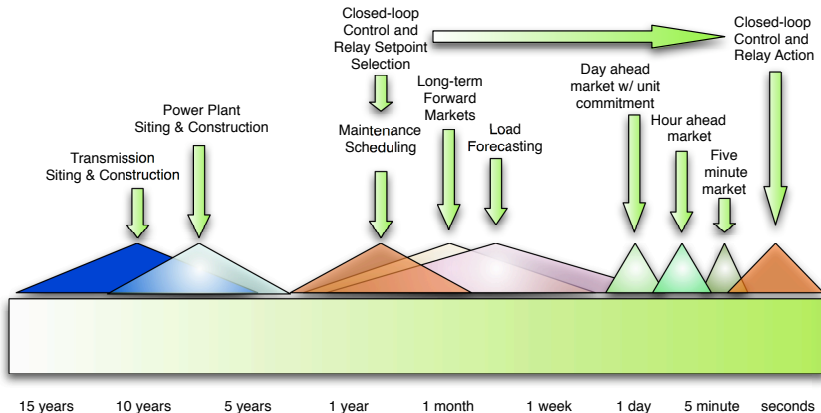 Closed-loop
Control and
Relay Setpoint
Selection
Closed-loop
Control and
Relay Action
Day ahead
market w/ unit
commitment
Long-term
Forward
Markets
Power Plant
Siting & Construction
Hour ahead
market
Maintenance
Scheduling
Load
Forecasting
Transmission
Siting & Construction
Five
minute
market
15 years
10 years
5 years
1 year
1 month
1 week
1 day
5 minute
seconds